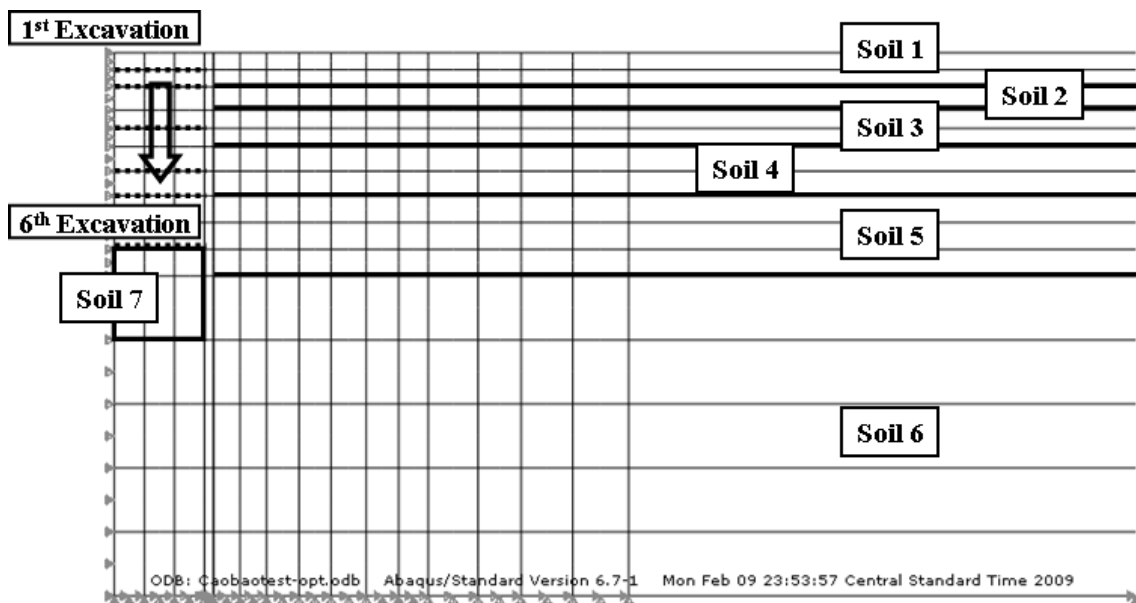 1st Excavation
Soil 1
Soil 2
Soil 3
Soil 4
6th Excavation
Soil 5
Soil 7
Soil 6
ODB: Caobaotest-opt.odb Abaqus/Standard Version 6.7-1 Mon Feb 09 23:53:57 Central Standard Time 2009